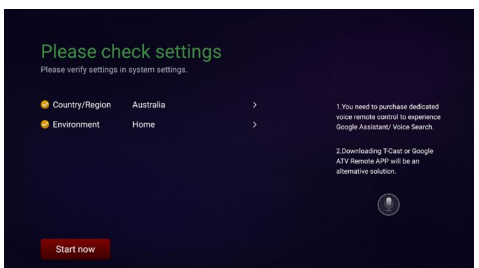 Please check settings
Please verify settings in system settings.
Country/Region Australia >
Environment Home >
1.You need to purchase dedicated
voice remote control to experience
Google Assistant/ Voice Search.
2.Downloading T-Cast or Google
ATV Remote APP will be an
alternative solution.
Start now